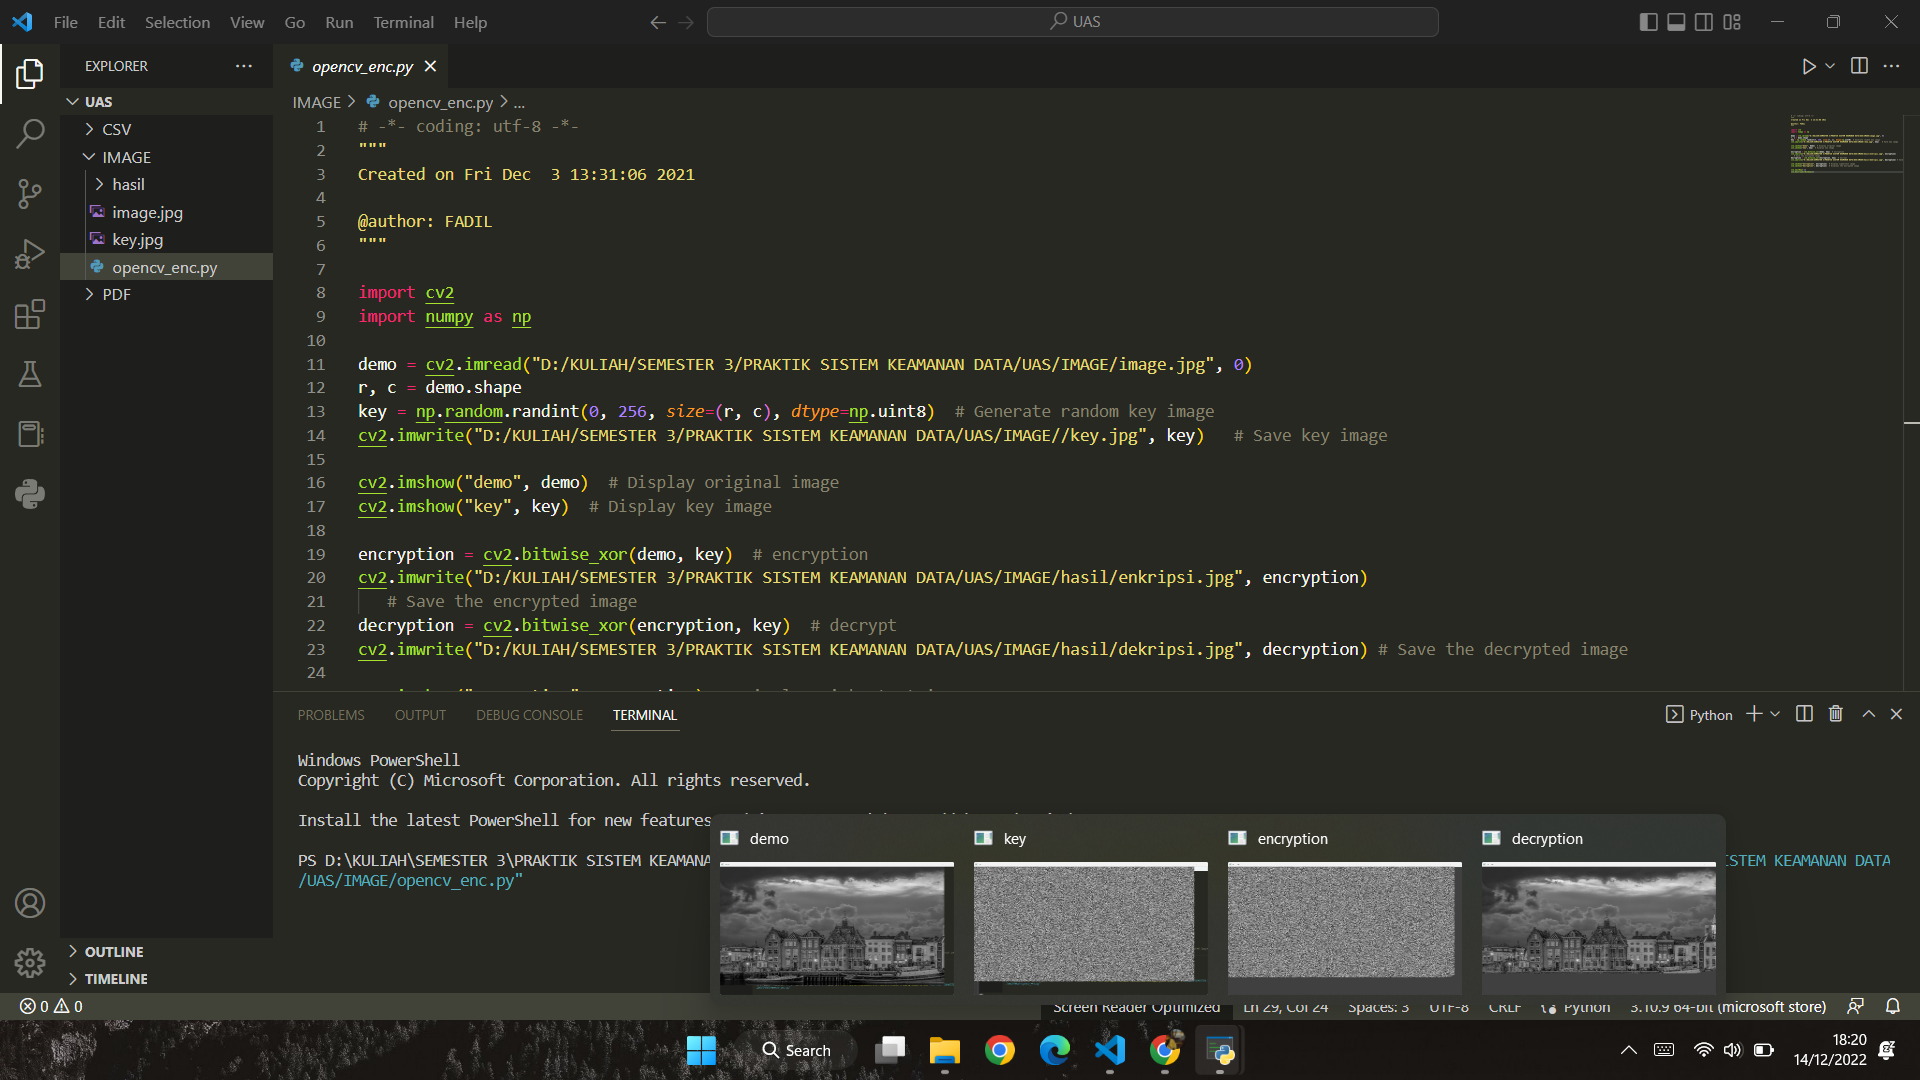 File Edit Selection View Go Run Terminal Help
UAS
EXPLORER
opencv_enc.py
UAS
CSV
IMAGE
hasil
image.jpg
key.jpg
opencv_enc.py
PDF
OUTLINE
TIMELINE
IMAGE > opencv_enc.py > ...
1 # -*- coding: utf-8 -*-
2 """
3 Created on Fri Dec  3 13:31:06 2021
4
5 @author: FADIL
6 """
7
8 import cv2
9 import numpy as np
10
11 demo = cv2.imread("D:/KULIAH/SEMESTER 3/PRAKTIK SISTEM KEAMANAN DATA/UAS/IMAGE/image.jpg", 0)
12 r, c = demo.shape
13 key = np.random.randint(0, 256, size=(r, c), dtype=np.uint8)  # Generate random key image
14 cv2.imwrite("D:/KULIAH/SEMESTER 3/PRAKTIK SISTEM KEAMANAN DATA/UAS/IMAGE//key.jpg", key)   # Save key image
15
16 cv2.imshow("demo", demo)  # Display original image
17 cv2.imshow("key", key)  # Display key image
18
19 encryption = cv2.bitwise_xor(demo, key)  # encryption
20 cv2.imwrite("D:/KULIAH/SEMESTER 3/PRAKTIK SISTEM KEAMANAN DATA/UAS/IMAGE/hasil/enkripsi.jpg", encryption)
21    # Save the encrypted image
22 decryption = cv2.bitwise_xor(encryption, key)  # decrypt
23 cv2.imwrite("D:/KULIAH/SEMESTER 3/PRAKTIK SISTEM KEAMANAN DATA/UAS/IMAGE/hasil/dekripsi.jpg", decryption) # Save the decrypted image
24
PROBLEMS OUTPUT DEBUG CONSOLE TERMINAL
Python
Windows PowerShell
Copyright (C) Microsoft Corporation. All rights reserved.
Install the latest PowerShell for new features
PS D:\KULIAH\SEMESTER 3\PRAKTIK SISTEM KEAMANA STEM KEAMANAN DATA
/UAS/IMAGE/opencv_enc.py"
demo key encryption decryption
0 0
Screen Reader Optimized Ln 29, Col 24 Spaces: 3 UTF-8 CRLF Python 3.10.9 64-bit (microsoft store)
Search
18:20
14/12/2022